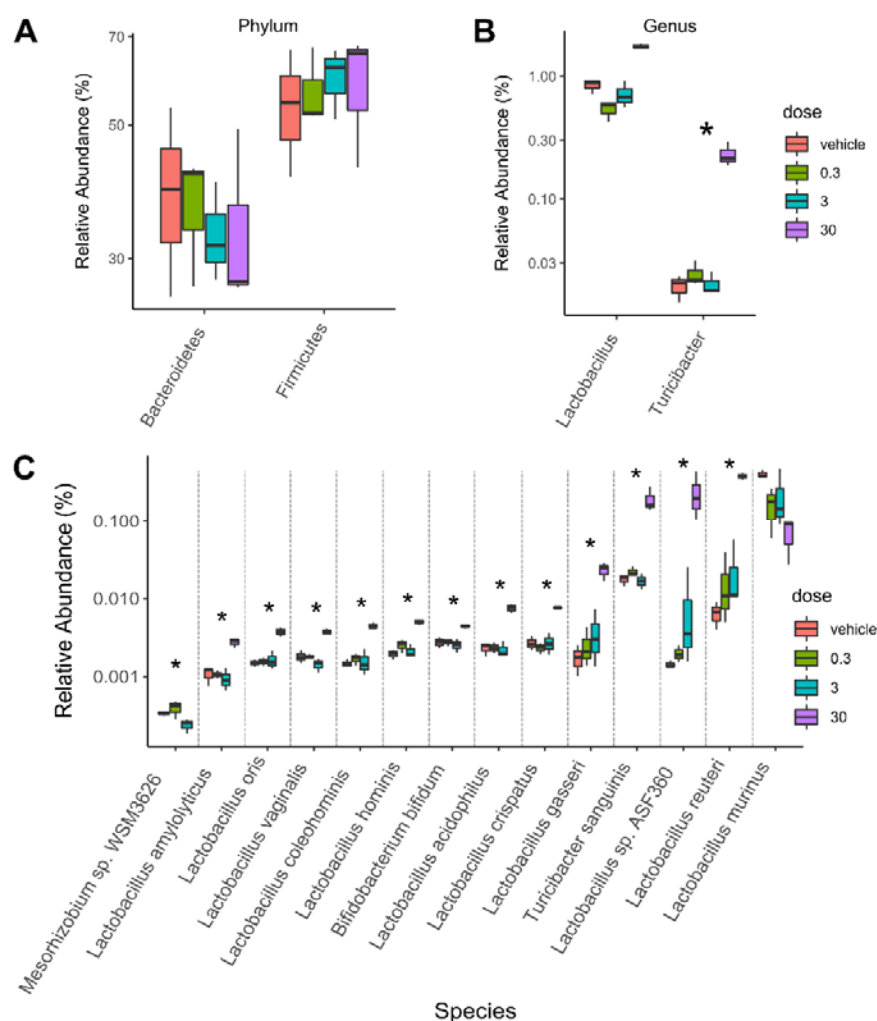 A
Phylum
Relative Abundance (%)
70
50
30
Bacteroidetes
Firmicutes
B
Genus
Relative Abundance (%)
1.00
0.30
0.10
0.03
*
Lactobacillus
Turicibacter
dose
vehicle
0.3
3
30
C
Relative Abundance (%)
0.100
0.010
0.001
* * * * * * * * * * * * *
Mesorhizobium sp. WSM3626
Lactobacillus amylolyticus
Lactobacillus oris
Lactobacillus vaginalis
Lactobacillus coleohominis
Lactobacillus hominis
Bifidobacterium bifidum
Lactobacillus acidophilus
Lactobacillus crispatus
Lactobacillus gasseri
Turicibacter sanguinis
Lactobacillus sp. ASF360
Lactobacillus reuteri
Lactobacillus murinus
Species
dose
vehicle
0.3
3
30